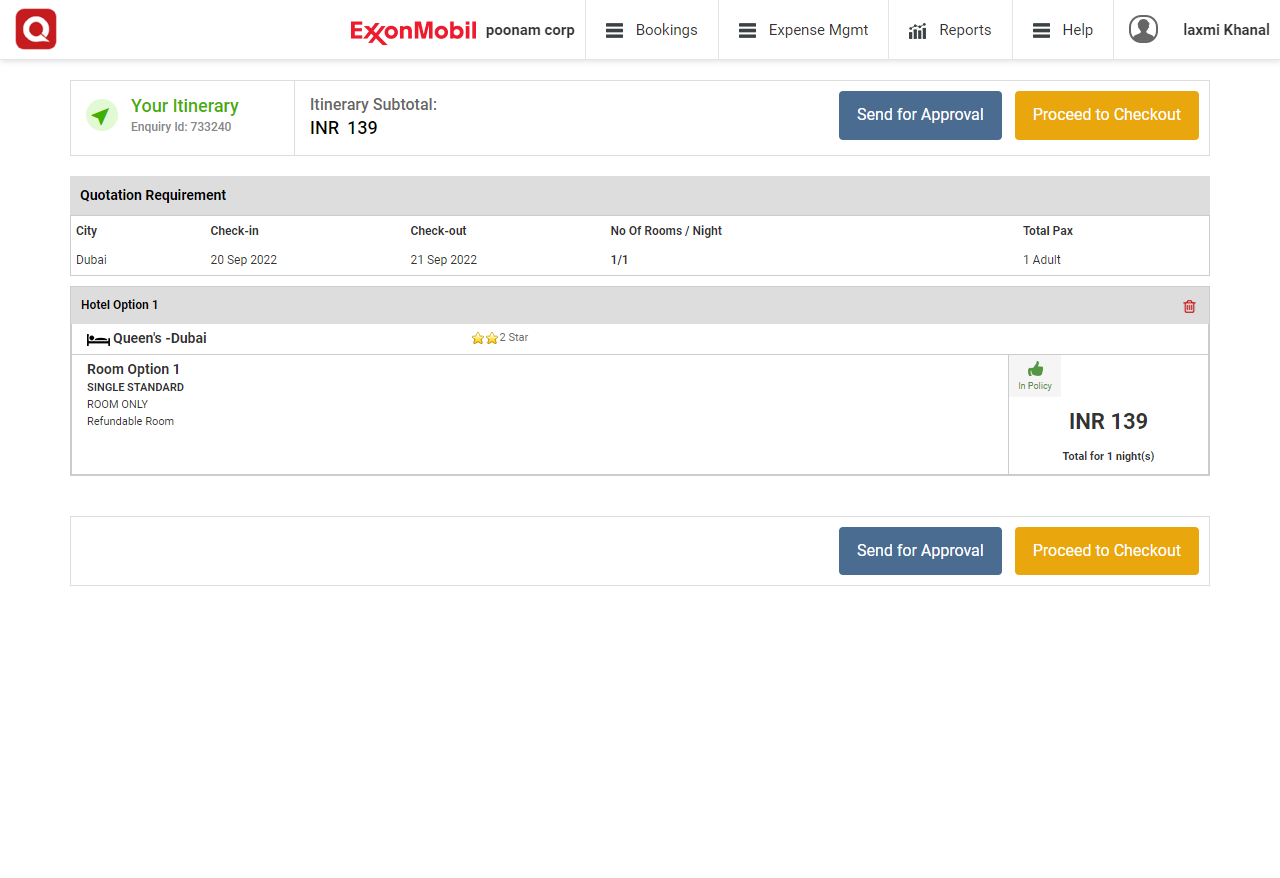 Q
ExxonMobil poonam corp Bookings Expense Mgmt Reports Help laxmi Khanal
Your Itinerary
Enquiry Id: 733240
Itinerary Subtotal:
INR 139
Send for Approval Proceed to Checkout
Quotation Requirement
City Check-in Check-out No Of Rooms / Night Total Pax
Dubai 20 Sep 2022 21 Sep 2022 1/1 1 Adult
Hotel Option 1
Queen's -Dubai 2 Star
Room Option 1
SINGLE STANDARD
ROOM ONLY
Refundable Room
In Policy
INR 139
Total for 1 night(s)
Send for Approval Proceed to Checkout